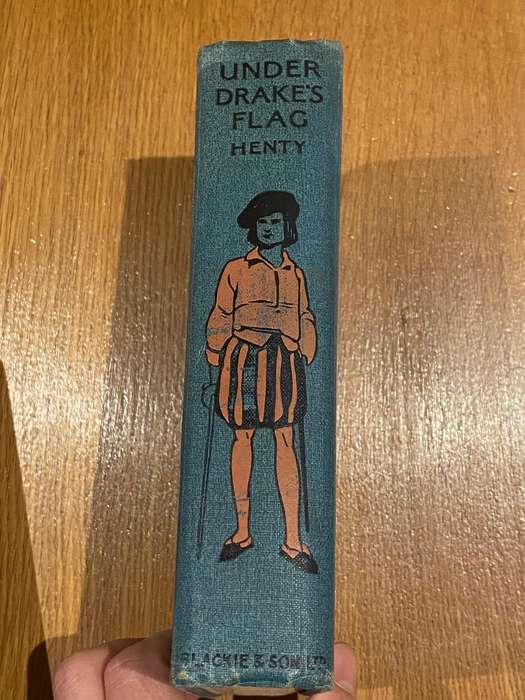 UNDER
DRAKE'S
FLAG
HENTY
BLACKIE & SON LTD